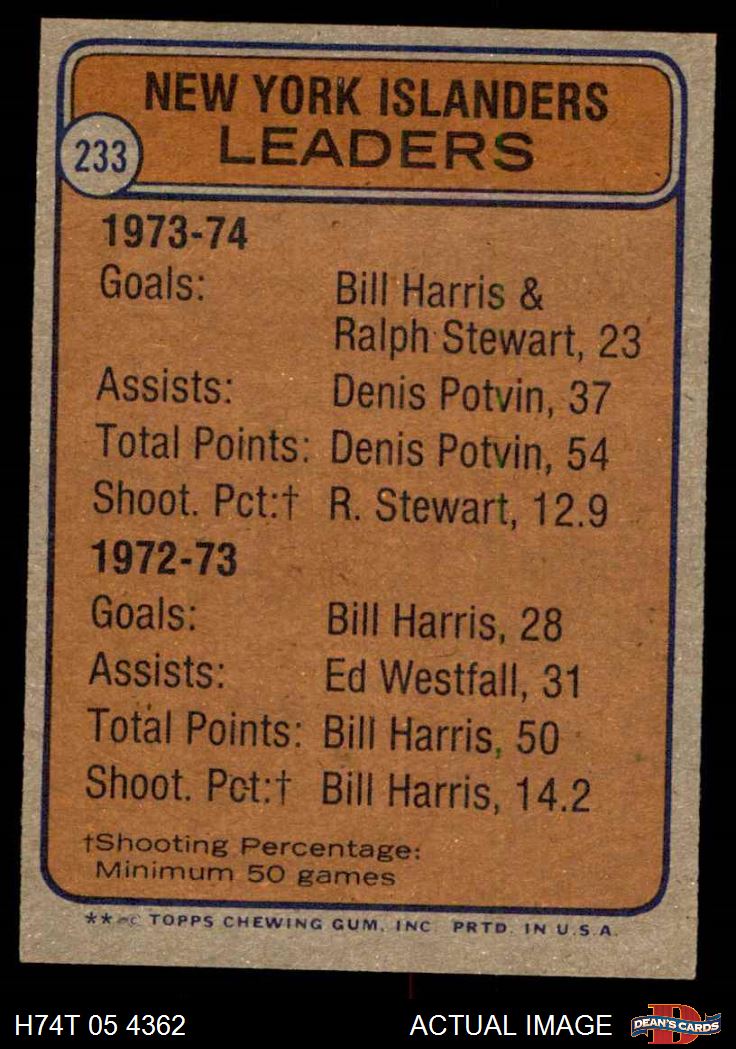 NEW YORK ISLANDERS
LEADERS
233
1973-74
Goals: Bill Harris &
Ralph Stewart, 23
Assists: Denis Potvin, 37
Total Points: Denis Potvin, 54
Shoot. Pct:† R. Stewart, 12.9
1972-73
Goals: Bill Harris, 28
Assists: Ed Westfall, 31
Total Points: Bill Harris, 50
Shoot. Pct:† Bill Harris, 14.2
†Shooting Percentage:
Minimum 50 games
** © TOPPS CHEWING GUM, INC. PRTD. IN U.S.A.
H74T 05 4362 ACTUAL IMAGE DEAN'S CARDS